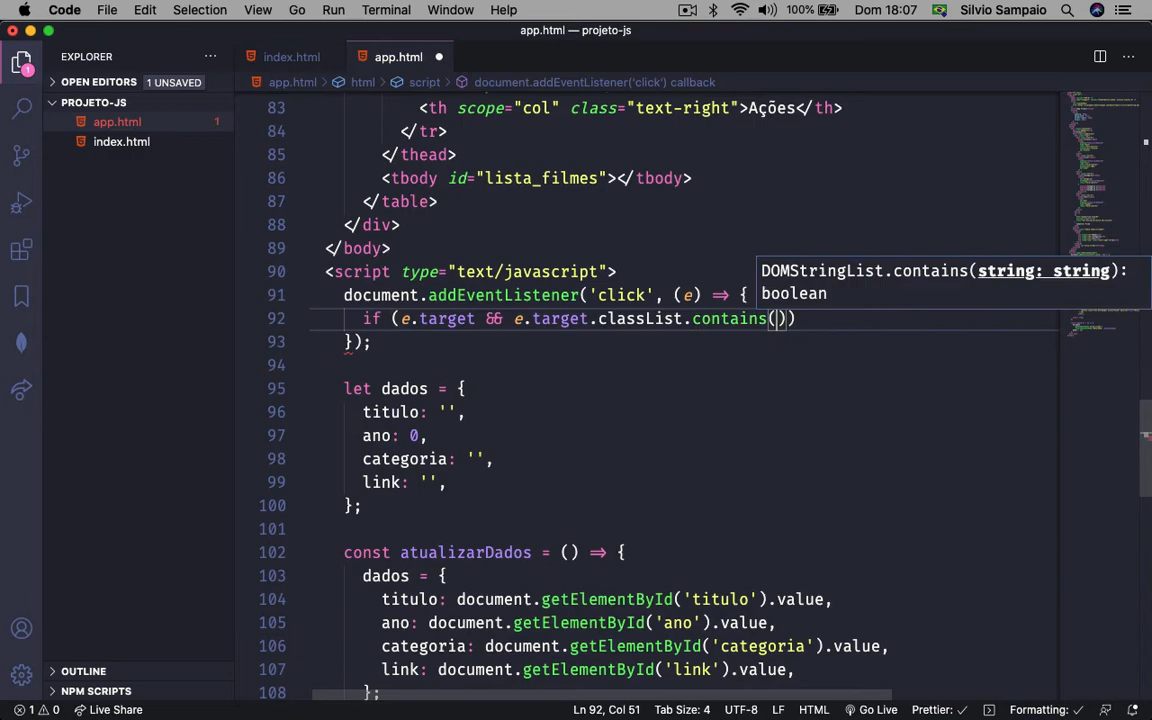 Code File Edit Selection View Go Run Terminal Window Help 100% Dom 18:07 Silvio Sampaio
app.html — projeto-js
EXPLORER
index.html
app.html
OPEN EDITORS 1 UNSAVED
app.html html script document.addEventListener('click') callback
PROJETO-JS
app.html 1
index.html
83 <th scope="col" class="text-right">Ações</th>
84 </tr>
85 </thead>
86 <tbody id="lista_filmes"></tbody>
87 </table>
88 </div>
89 </body>
90 <script type="text/javascript">
DOMStringList.contains(string: string): boolean
91 document.addEventListener('click', (e) => {
92 if (e.target && e.target.classList.contains())
93 });
94
95 let dados = {
96 titulo: '',
97 ano: 0,
98 categoria: '',
99 link: '',
100 };
101
102 const atualizarDados = () => {
103 dados = {
104 titulo: document.getElementById('titulo').value,
105 ano: document.getElementById('ano').value,
106 categoria: document.getElementById('categoria').value,
107 link: document.getElementById('link').value,
108 };
OUTLINE
NPM SCRIPTS
1 0 Live Share Ln 92, Col 51 Tab Size: 4 UTF-8 LF HTML Go Live Prettier: ✓ Formatting: ✓